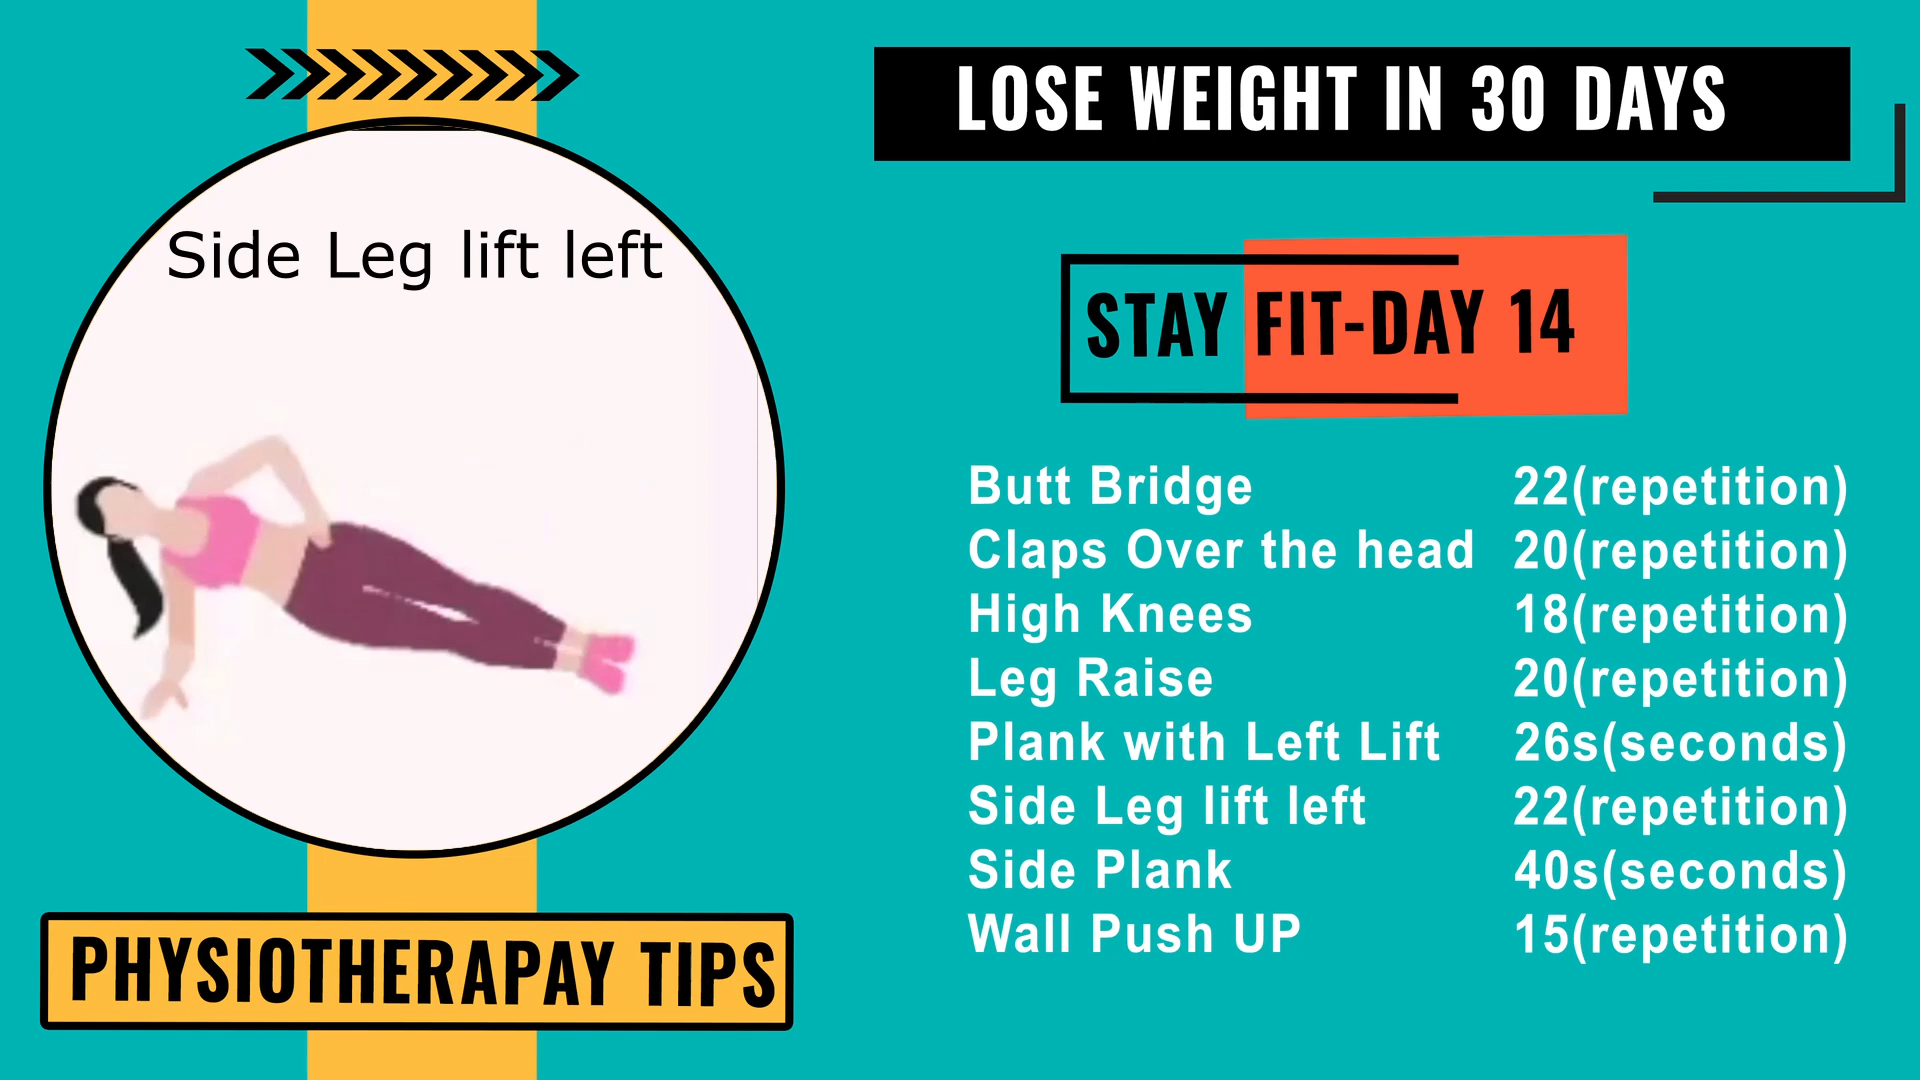 LOSE WEIGHT IN 30 DAYS
Side Leg lift left
STAY FIT-DAY 14
Butt Bridge 22(repetition)
Claps Over the head 20(repetition)
High Knees 18(repetition)
Leg Raise 20(repetition)
Plank with Left Lift 26s(seconds)
Side Leg lift left 22(repetition)
Side Plank 40s(seconds)
Wall Push UP 15(repetition)
PHYSIOTHERAPAY TIPS